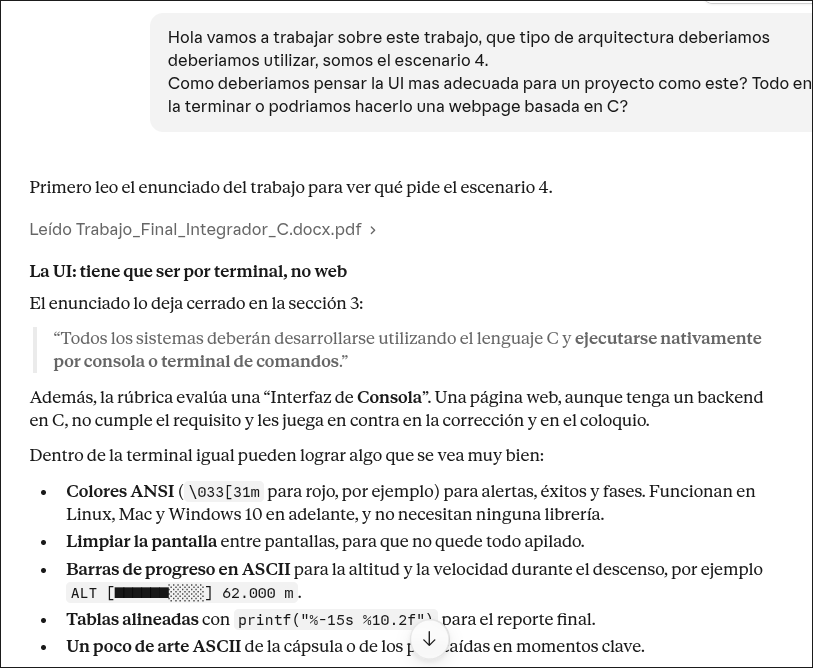 Hola vamos a trabajar sobre este trabajo, que tipo de arquitectura deberiamos
deberiamos utilizar, somos el escenario 4.
Como deberiamos pensar la UI mas adecuada para un proyecto como este? Todo en
la terminar o podriamos hacerlo una webpage basada en C?
Primero leo el enunciado del trabajo para ver qué pide el escenario 4.
Leído Trabajo_Final_Integrador_C.docx.pdf >
La UI: tiene que ser por terminal, no web
El enunciado lo deja cerrado en la sección 3:
“Todos los sistemas deberán desarrollarse utilizando el lenguaje C y ejecutarse nativamente
por consola o terminal de comandos.”
Además, la rúbrica evalúa una “Interfaz de Consola”. Una página web, aunque tenga un backend
en C, no cumple el requisito y les juega en contra en la corrección y en el coloquio.
Dentro de la terminal igual pueden lograr algo que se vea muy bien:
• Colores ANSI (\033[31m para rojo, por ejemplo) para alertas, éxitos y fases. Funcionan en
Linux, Mac y Windows 10 en adelante, y no necesitan ninguna librería.
• Limpiar la pantalla entre pantallas, para que no quede todo apilado.
• Barras de progreso en ASCII para la altitud y la velocidad durante el descenso, por ejemplo
ALT [██████░░░░] 62.000 m.
• Tablas alineadas con printf("%-15s %10.2f") para el reporte final.
• Un poco de arte ASCII de la cápsula o de los en momentos clave.